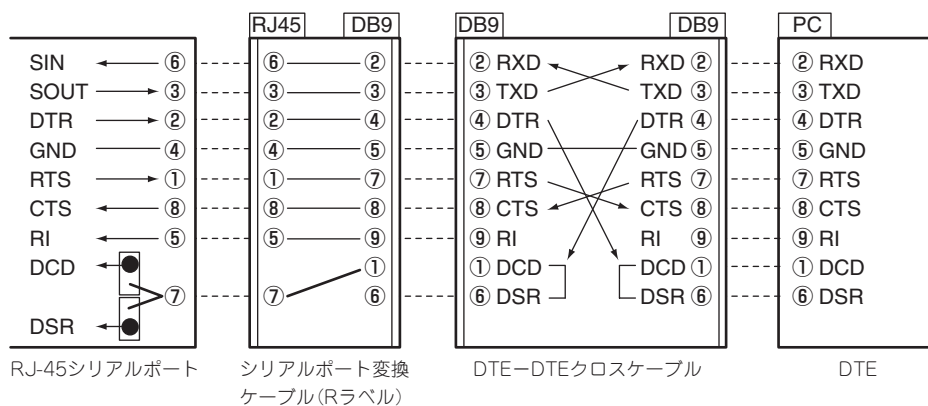 RJ45 DB9 DB9 DB9 PC
SIN ⑥ ⑥ ② ② RXD RXD ② ② RXD
SOUT ③ ③ ③ ③ TXD TXD ③ ③ TXD
DTR ② ② ④ ④ DTR DTR ④ ④ DTR
GND ④ ④ ⑤ ⑤ GND GND ⑤ ⑤ GND
RTS ① ① ⑦ ⑦ RTS RTS ⑦ ⑦ RTS
CTS ⑧ ⑧ ⑧ ⑧ CTS CTS ⑧ ⑧ CTS
RI ⑤ ⑤ ⑨ ⑨ RI RI ⑨ ⑨ RI
DCD ① ① DCD DCD ① ① DCD
⑦ ⑦ ⑥ ⑥ DSR DSR ⑥ ⑥ DSR
DSR
RJ-45シリアルポート シリアルポート変換 DTE−DTEクロスケーブル DTE
ケーブル(Rラベル)